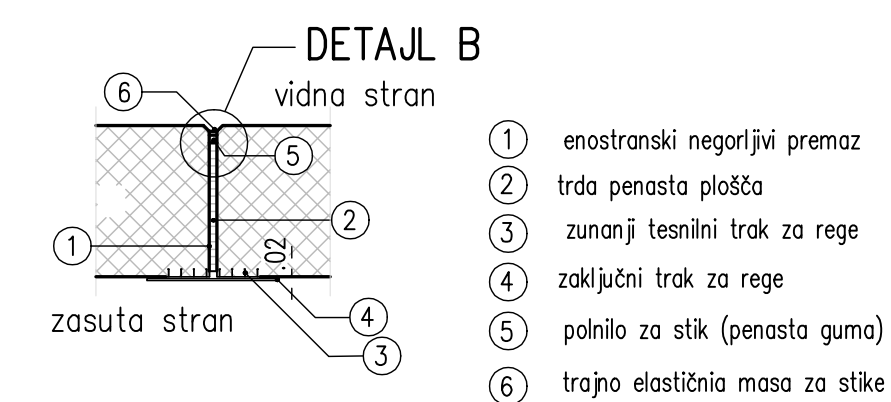 DETAJL B
6
vidna stran
5
2
1
.02
zasuta stran
4
3
1 enostranski negorljivi premaz
2 trda penasta plošča
3 zunanji tesnilni trak za rege
4 zaključni trak za rege
5 polnilo za stik (penasta guma)
6 trajno elastičnia masa za stike